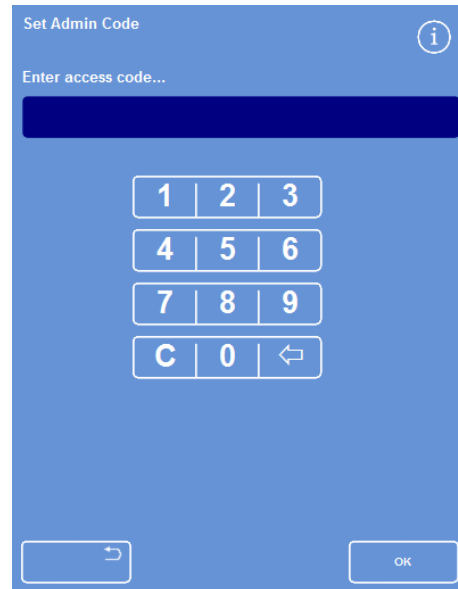 Set Admin Code
i
Enter access code...
1 2 3
4 5 6
7 8 9
C 0
OK